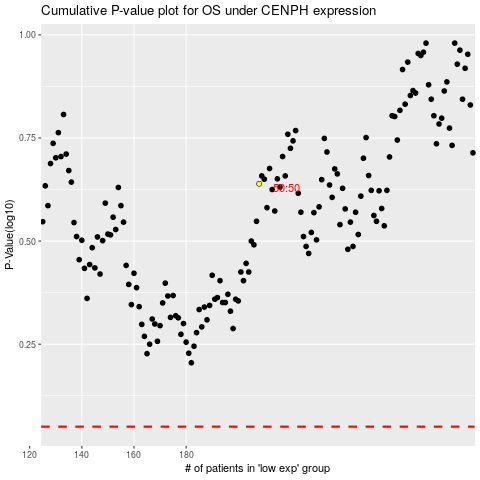 Cumulative P-value plot for OS under CENPH expression
1.00
0.75
0.50
0.25
P-Value(log10)
50:50
120 140 160 180
# of patients in 'low exp' group